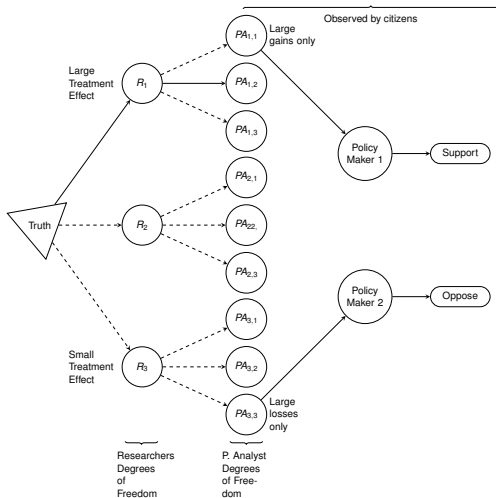 Observed by citizens
PA1,1
Large
gains only
Large
Treatment
Effect
R1
PA1,2
PA1,3
Policy
Maker 1
Support
PA2,1
Truth
R2
PA22,
PA2,3
Policy
Maker 2
Oppose
PA3,1
Small
Treatment
Effect
R3
PA3,2
PA3,3
Large
losses
only
Researchers
Degrees
of
Freedom
P. Analyst
Degrees
of Free-
dom